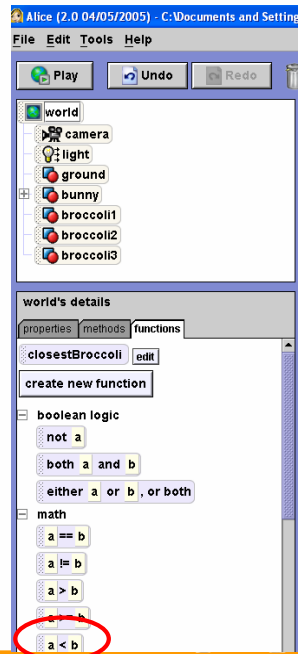 Alice (2.0 04/05/2005) - C:\Documents and Setting
File Edit Tools Help
Play Undo Redo
world
camera
light
ground
bunny
broccoli1
broccoli2
broccoli3
world's details
properties methods functions
closestBroccoli edit
create new function
boolean logic
not a
both a and b
either a or b , or both
math
a == b
a != b
a > b
a >= b
a < b